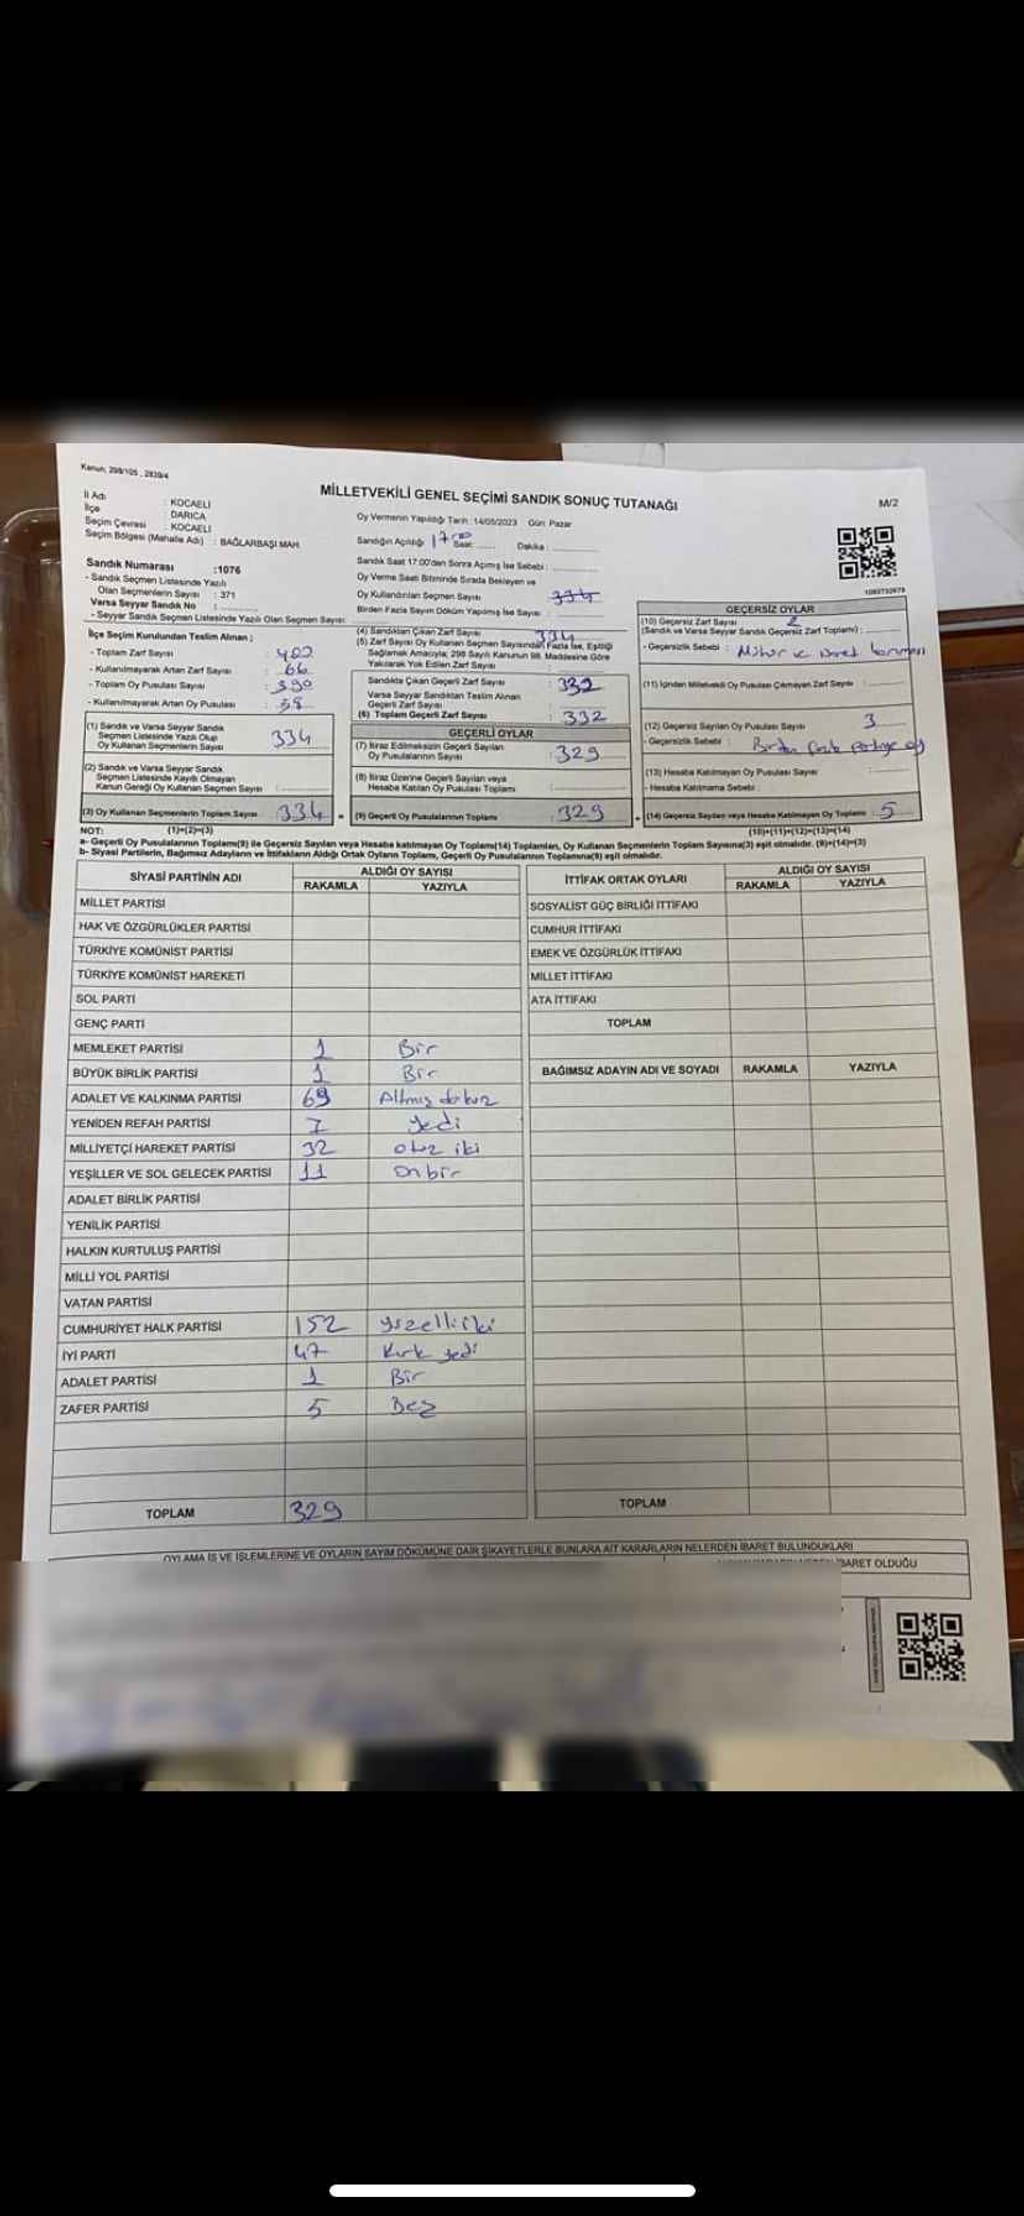 Kanun; 298/105 , 2839/4
MİLLETVEKİLİ GENEL SEÇİMİ SANDIK SONUÇ TUTANAĞI
M/2
İl Adı : KOCAELİ
İlçe DARICA
Seçim Çevresi : KOCAELİ
Seçim Bölgesi (Mahalle Adı) : BAĞLARBAŞI MAH.
Sandık Numarası :1076
- Sandık Seçmen Listesinde Yazılı
Olan Seçmenlerin Sayısı : 371
Varsa Seyyar Sandık No :
- Seyyar Sandık Seçmen Listesinde Yazılı Olan Seçmen Sayısı:
Oy Vermenin Yapıldığı Tarih: 14/05/2023 Gün: Pazar
Sandığın Açıldığı 17 00 Saat: Dakika :
Sandık Saat 17:00'den Sonra Açımış İse Sebebi :
Oy Verme Saati Bitiminde Sırada Bekleyen ve
Oy Kullandırılan Seçmen Sayısı 334
Birden Fazla Sayım Döküm Yapılmış İse Sayısı :
İlçe Seçim Kurulundan Teslim Alınan ;
- Toplam Zarf Sayısı : 402
- Kullanılmayarak Artan Zarf Sayısı : 66
- Toplam Oy Pusulası Sayısı : 390
- Kullanılmayarak Artan Oy Pusulası : 58
(1) Sandık ve Varsa Seyyar Sandık
Seçmen Listesinde Yazılı Olup
Oy Kullanan Seçmenlerin Sayısı 334
(2) Sandık ve Varsa Seyyar Sandık
Seçmen Listesinde Kayıtlı Olmayan
Kanun Gereği Oy Kullanan Seçmen Sayısı :
(3) Oy Kullanan Seçmenlerin Toplam Sayısı 334 =
(4) Sandıktan Çıkan Zarf Sayısı 334
(5) Zarf Sayısı Oy Kullanan Seçmen Sayısından Fazla İse, Eşitliği
Sağlamak Amacıyla; 298 Sayılı Kanunun 98. Maddesine Göre
Yakılarak Yok Edilen Zarf Sayısı
Sandıkta Çıkan Geçerli Zarf Sayısı : 332
Varsa Seyyar Sandıktan Teslim Alınan
Geçerli Zarf Sayısı
(6) Toplam Geçerli Zarf Sayısı : 332
GEÇERLİ OYLAR
(7) İtiraz Edilmeksizin Geçerli Sayılan
Oy Pusulalarının Sayısı : 329
(8) İtiraz Üzerine Geçerli Sayılan veya
Hesaba Katılan Oy Pusulası Toplamı :
(9) Geçerli Oy Pusulalarının Toplamı : 329 +
1083732678
GEÇERSİZ OYLAR
(10) Geçersiz Zarf Sayısı 2
(Sandık ve Varsa Seyyar Sandık Geçersiz Zarf Toplamı) :
- Geçersizlik Sebebi : Mühür ve
(11) İçinden Milletvekili Oy Pusulası Çıkmayan Zarf Sayısı :
(12) Geçersiz Sayılan Oy Pusulası Sayısı 3
- Geçersizlik Sebebi : Birden fazla partiye oy
(13) Hesaba Katılmayan Oy Pusulası Sayısı :
- Hesaba Katılmama Sebebi :
(14) Geçersiz Sayılan veya Hesaba Katılmayan Oy Toplamı : 5
NOT: (1)+(2)=(3) (10)+(11)+(12)+(13)=(14)
a- Geçerli Oy Pusulalarının Toplamı(9) ile Geçersiz Sayılan veya Hesaba katılmayan Oy Toplamı(14) Toplamları, Oy Kullanan Seçmenlerin Toplam Sayısına(3) eşit olmalıdır. (9)+(14)=(3)
b- Siyasi Partilerin, Bağımsız Adayların ve İttifakların Aldığı Ortak Oyların Toplamı, Geçerli Oy Pusulalarının Toplamına(9) eşit olmalıdır.
SİYASİ PARTİNİN ADI ALDIĞI OY SAYISI
RAKAMLA YAZIYLA
MİLLET PARTİSİ
HAK VE ÖZGÜRLÜKLER PARTİSİ
TÜRKİYE KOMÜNİST PARTİSİ
TÜRKİYE KOMÜNİST HAREKETİ
SOL PARTİ
GENÇ PARTİ
MEMLEKET PARTİSİ 1 Bir
BÜYÜK BİRLİK PARTİSİ 1 Bir
ADALET VE KALKINMA PARTİSİ 69 Altmış dokuz
YENİDEN REFAH PARTİSİ 7 Yedi
MİLLİYETÇİ HAREKET PARTİSİ 32 otuz iki
YEŞİLLER VE SOL GELECEK PARTİSİ 11 Onbir
ADALET BİRLİK PARTİSİ
YENİLİK PARTİSİ
HALKIN KURTULUŞ PARTİSİ
MİLLİ YOL PARTİSİ
VATAN PARTİSİ
CUMHURİYET HALK PARTİSİ 152 yüzelliiki
İYİ PARTİ 47 Kırk yedi
ADALET PARTİSİ 1 Bir
ZAFER PARTİSİ 5 Beş
TOPLAM 329
İTTİFAK ORTAK OYLARI ALDIĞI OY SAYISI
RAKAMLA YAZIYLA
SOSYALİST GÜÇ BİRLİĞİ İTTİFAKI
CUMHUR İTTİFAKI
EMEK VE ÖZGÜRLÜK İTTİFAKI
MİLLET İTTİFAKI
ATA İTTİFAKI
TOPLAM
BAĞIMSIZ ADAYIN ADI VE SOYADI RAKAMLA YAZIYLA
TOPLAM
OYLAMA İŞ VE İŞLEMLERİNE VE OYLARIN SAYIM DÖKÜMÜNE DAİR ŞİKAYETLERLE BUNLARA AİT KARARLARIN NELERDEN İBARET BULUNDUKLARI
İBARET OLDUĞU